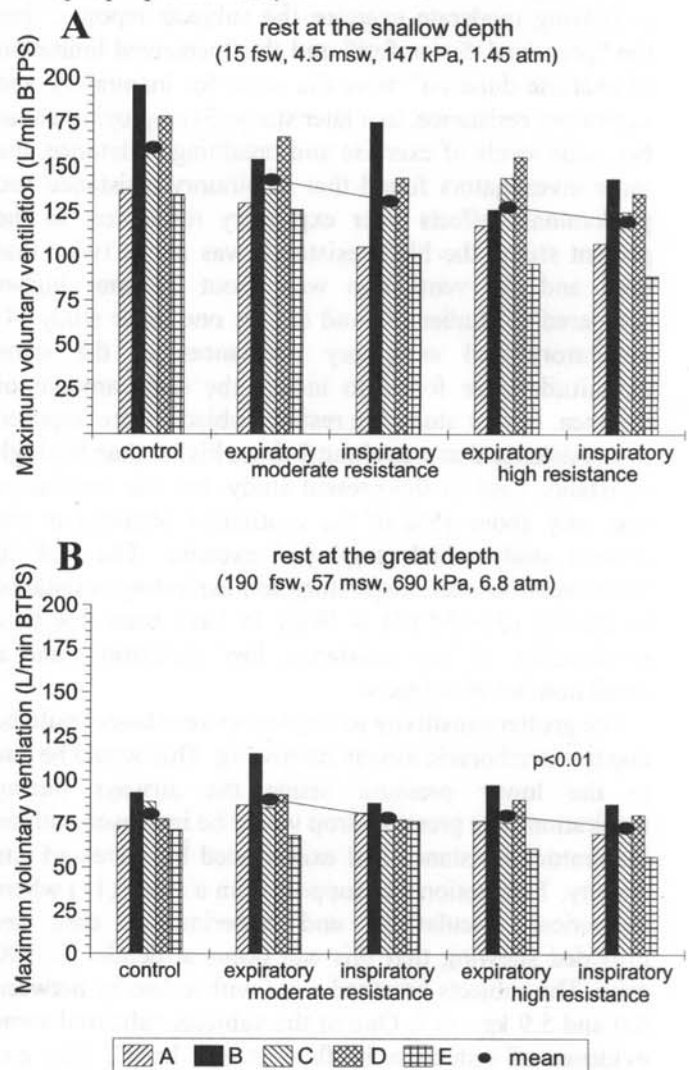 A
rest at the shallow depth
(15 fsw, 4.5 msw, 147 kPa, 1.45 atm)
Maximum voluntary ventilation (L/min BTPS)
200
175
150
125
100
75
50
25
control
expiratory
inspiratory
expiratory
inspiratory
moderate resistance
high resistance
B
rest at the great depth
(190 fsw, 57 msw, 690 kPa, 6.8 atm)
Maximum voluntary ventilation (L/min BTPS)
200
175
150
125
100
75
50
25
0
p<0.01
control
expiratory
inspiratory
expiratory
inspiratory
moderate resistance
high resistance
A B C D E mean